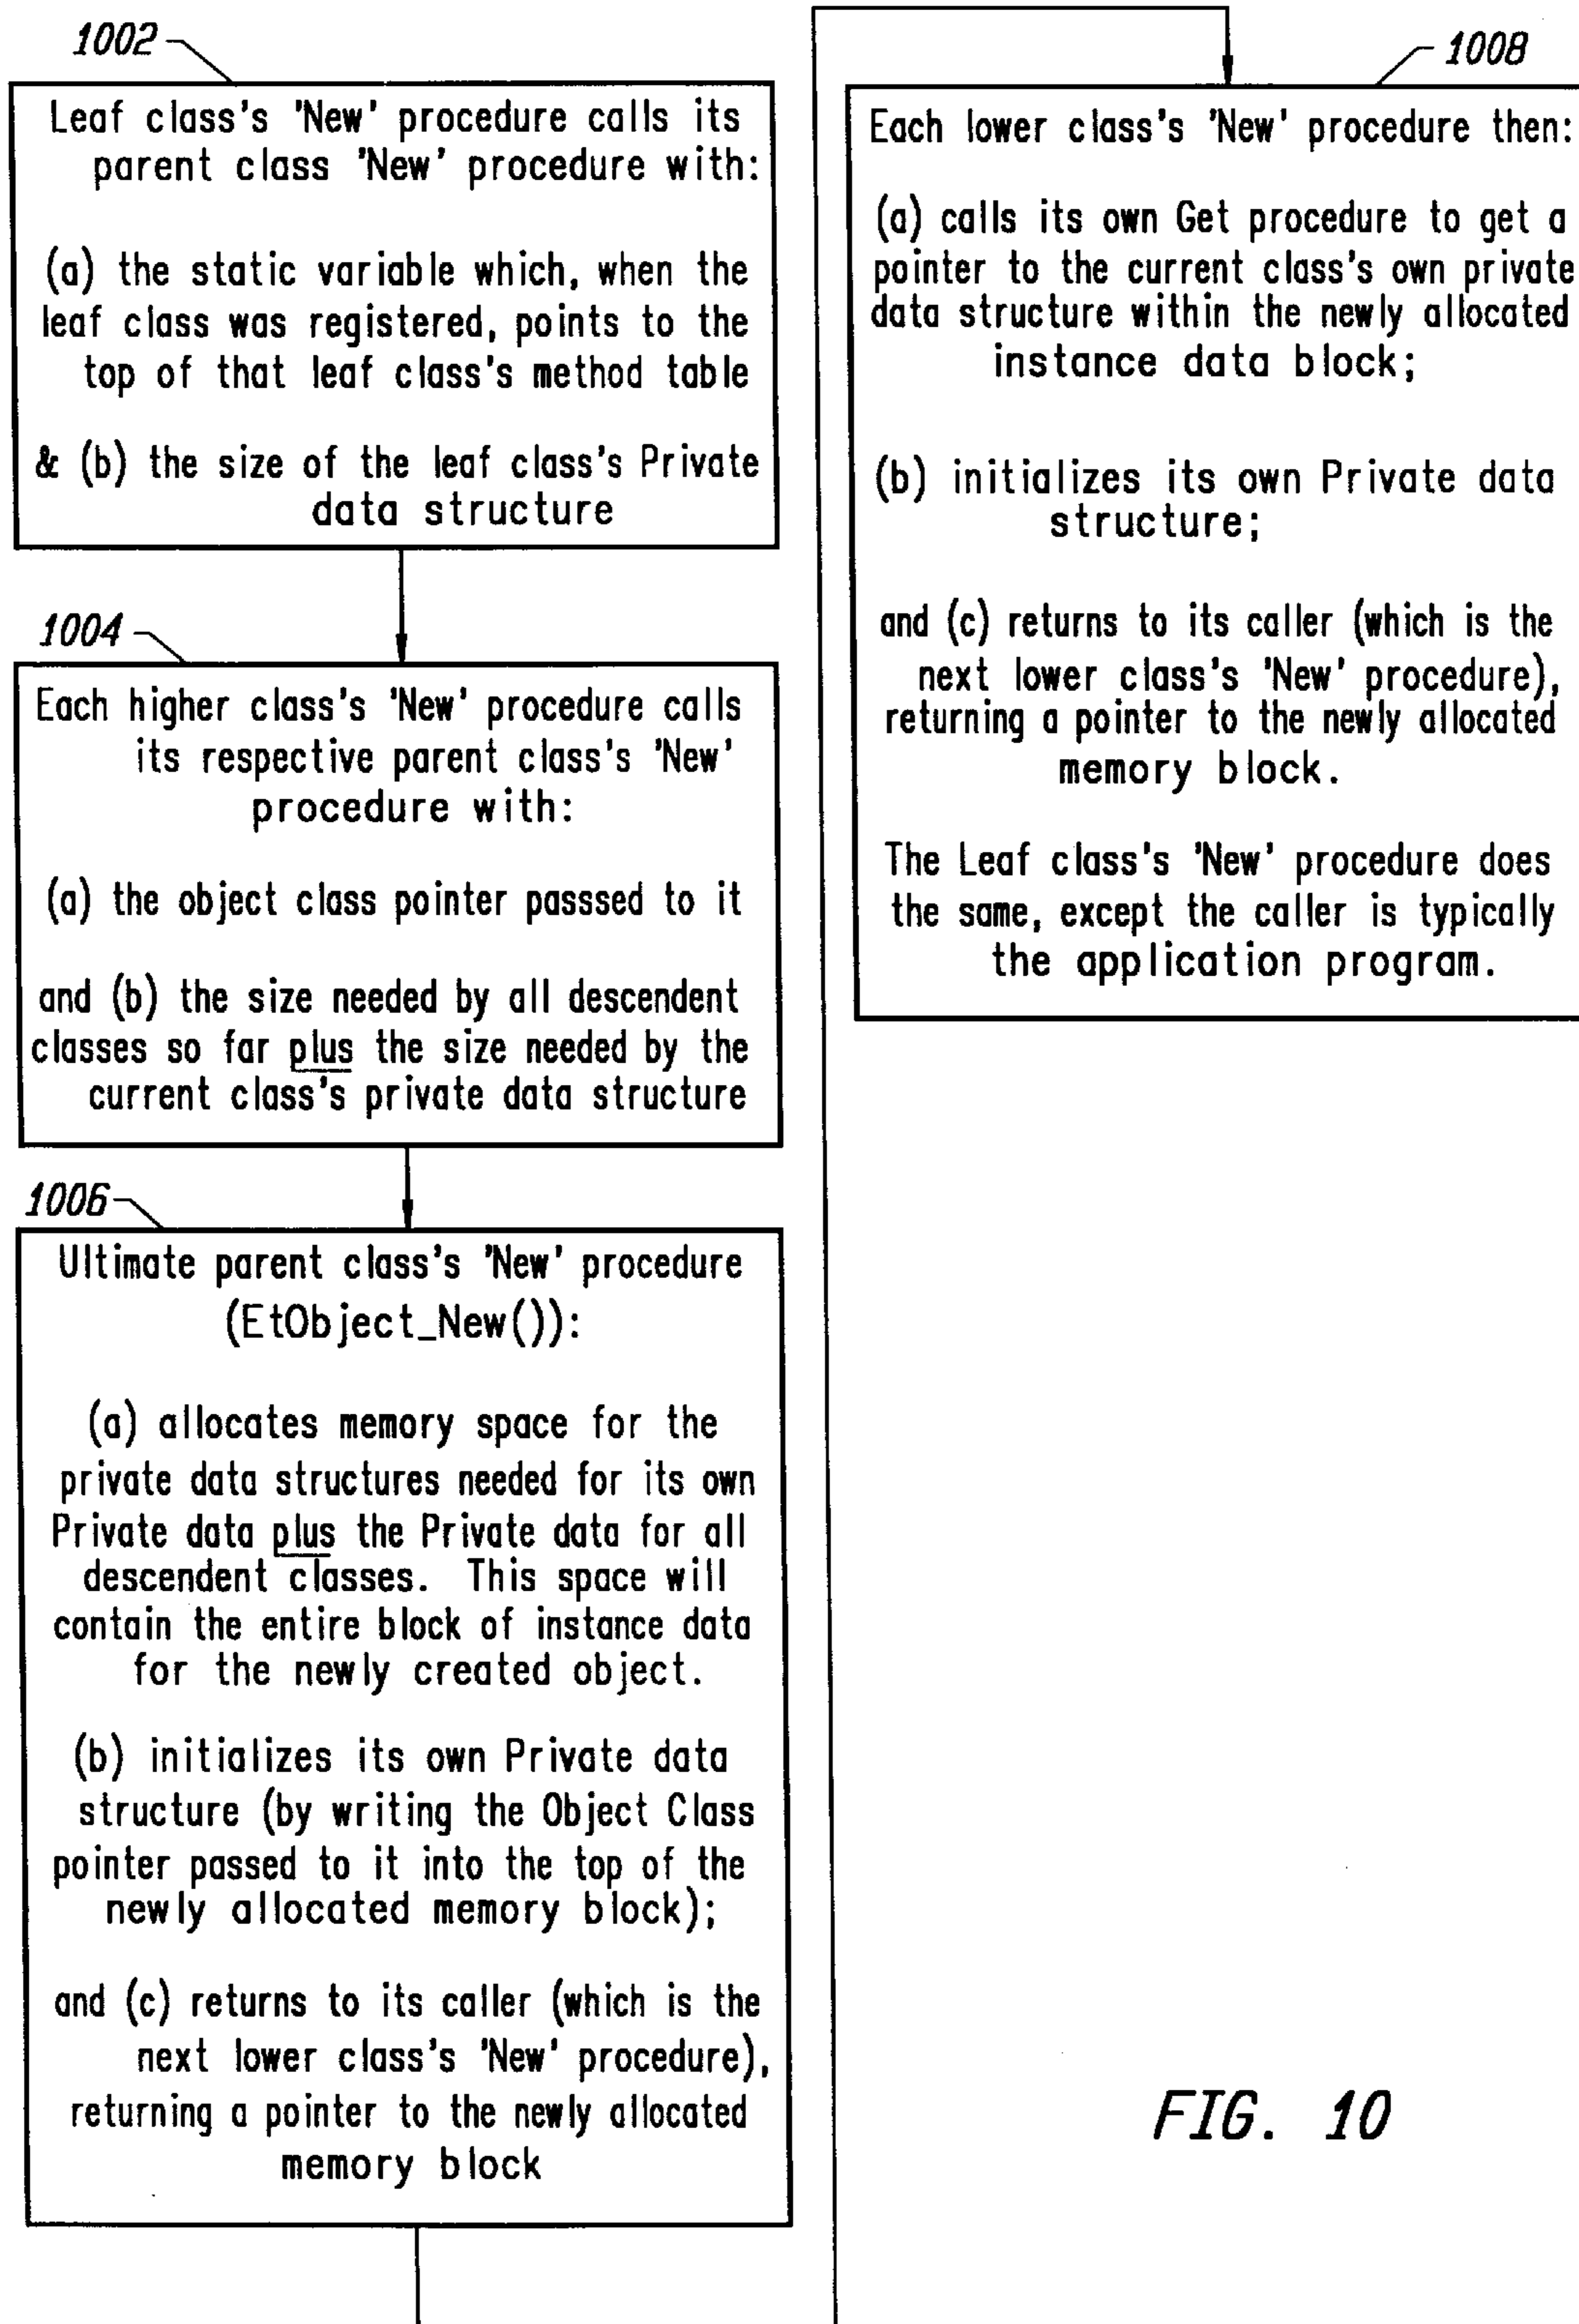 1002
Leaf class's 'New' procedure calls its
parent class 'New' procedure with:
(a) the static variable which, when the
leaf class was registered, points to the
top of that leaf class's method table
& (b) the size of the leaf class's Private
data structure
1004
Each higher class's 'New' procedure calls
its respective parent class's 'New'
procedure with:
(a) the object class pointer passsed to it
and (b) the size needed by all descendent
classes so far plus the size needed by the
current class's private data structure
1006
Ultimate parent class's 'New' procedure
(EtObject_New()):
(a) allocates memory space for the
private data structures needed for its own
Private data plus the Private data for all
descendent classes. This space will
contain the entire block of instance data
for the newly created object.
(b) initializes its own Private data
structure (by writing the Object Class
pointer passed to it into the top of the
newly allocated memory block);
and (c) returns to its caller (which is the
next lower class's 'New' procedure),
returning a pointer to the newly allocated
memory block
1008
Each lower class's 'New' procedure then:
(a) calls its own Get procedure to get a
pointer to the current class's own private
data structure within the newly allocated
instance data block;
(b) initializes its own Private data
structure;
and (c) returns to its caller (which is the
next lower class's 'New' procedure),
returning a pointer to the newly allocated
memory block.
The Leaf class's 'New' procedure does
the same, except the caller is typically
the application program.
FIG. 10